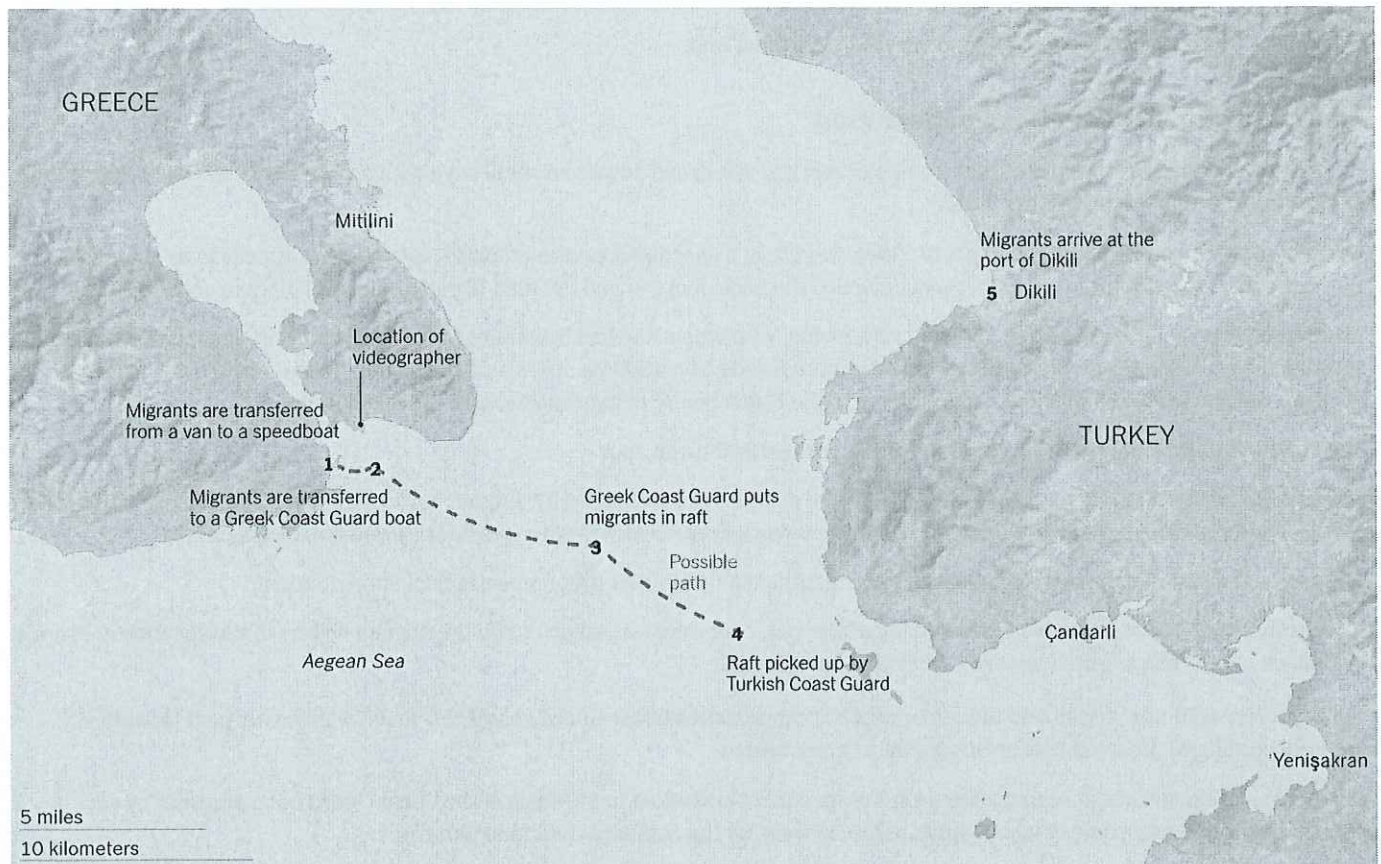 GREECE
Mitilini
Migrants arrive at the
port of Dikili
5 Dikili
Location of
videographer
Migrants are transferred
from a van to a speedboat
TURKEY
1
2
Migrants are transferred
to a Greek Coast Guard boat
Greek Coast Guard puts
migrants in raft
3
Possible
path
4
Çandarli
Aegean Sea
Raft picked up by
Turkish Coast Guard
Yenişakran
5 miles
10 kilometers